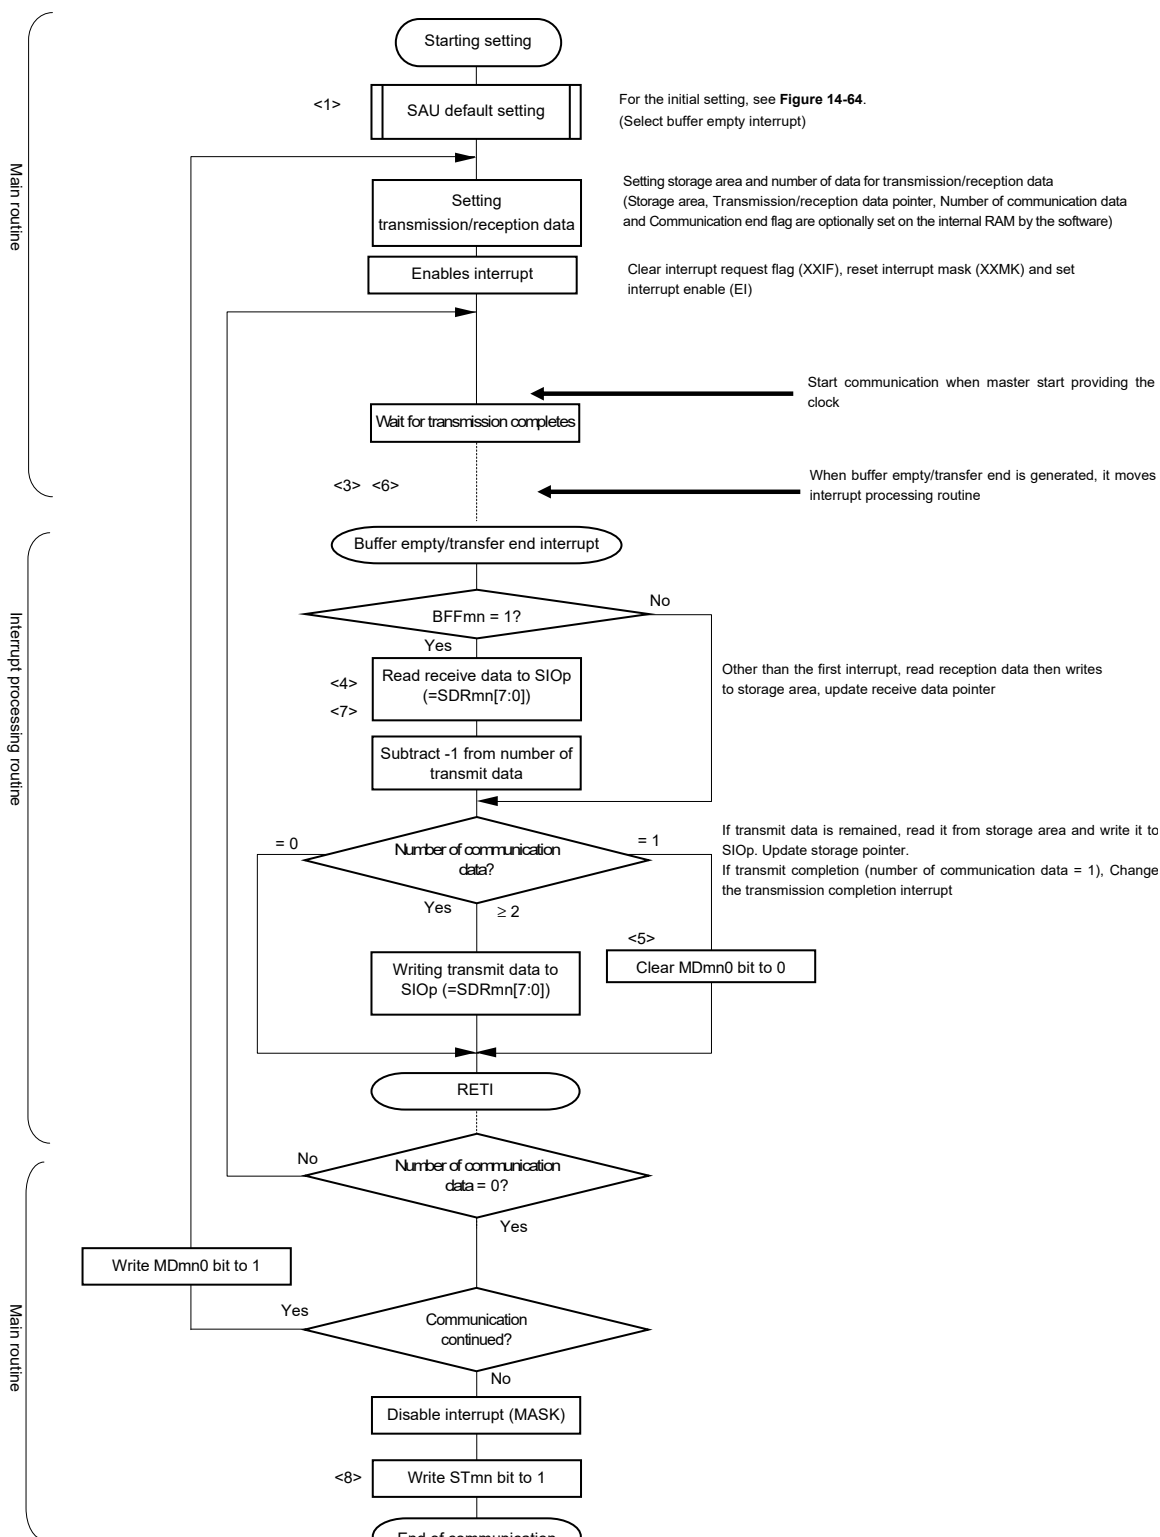 Starting setting
<1>
SAU default setting
For the initial setting, see Figure 14-64.
(Select buffer empty interrupt)
Main routine
Setting
transmission/reception data
Setting storage area and number of data for transmission/reception data
(Storage area, Transmission/reception data pointer, Number of communication data
and Communication end flag are optionally set on the internal RAM by the software)
Enables interrupt
Clear interrupt request flag (XXIF), reset interrupt mask (XXMK) and set
interrupt enable (EI)
Start communication when master start providing the
clock
Wait for transmission completes
<3> <6>
When buffer empty/transfer end is generated, it moves
interrupt processing routine
Buffer empty/transfer end interrupt
Interrupt processing routine
BFFmn = 1?
No
Yes
<4>
<7>
Read receive data to SIOp
(=SDRmn[7:0])
Other than the first interrupt, read reception data then writes
to storage area, update receive data pointer
Subtract -1 from number of
transmit data
= 0
Number of communication
data?
= 1
If transmit data is remained, read it from storage area and write it to
SIOp. Update storage pointer.
If transmit completion (number of communication data = 1), Change
the transmission completion interrupt
Yes
≥ 2
<5>
Writing transmit data to
SIOp (=SDRmn[7:0])
Clear MDmn0 bit to 0
RETI
No
Number of communication
data = 0?
Yes
Write MDmn0 bit to 1
Main routine
Yes
Communication
continued?
No
Disable interrupt (MASK)
<8>
Write STmn bit to 1
End of communication